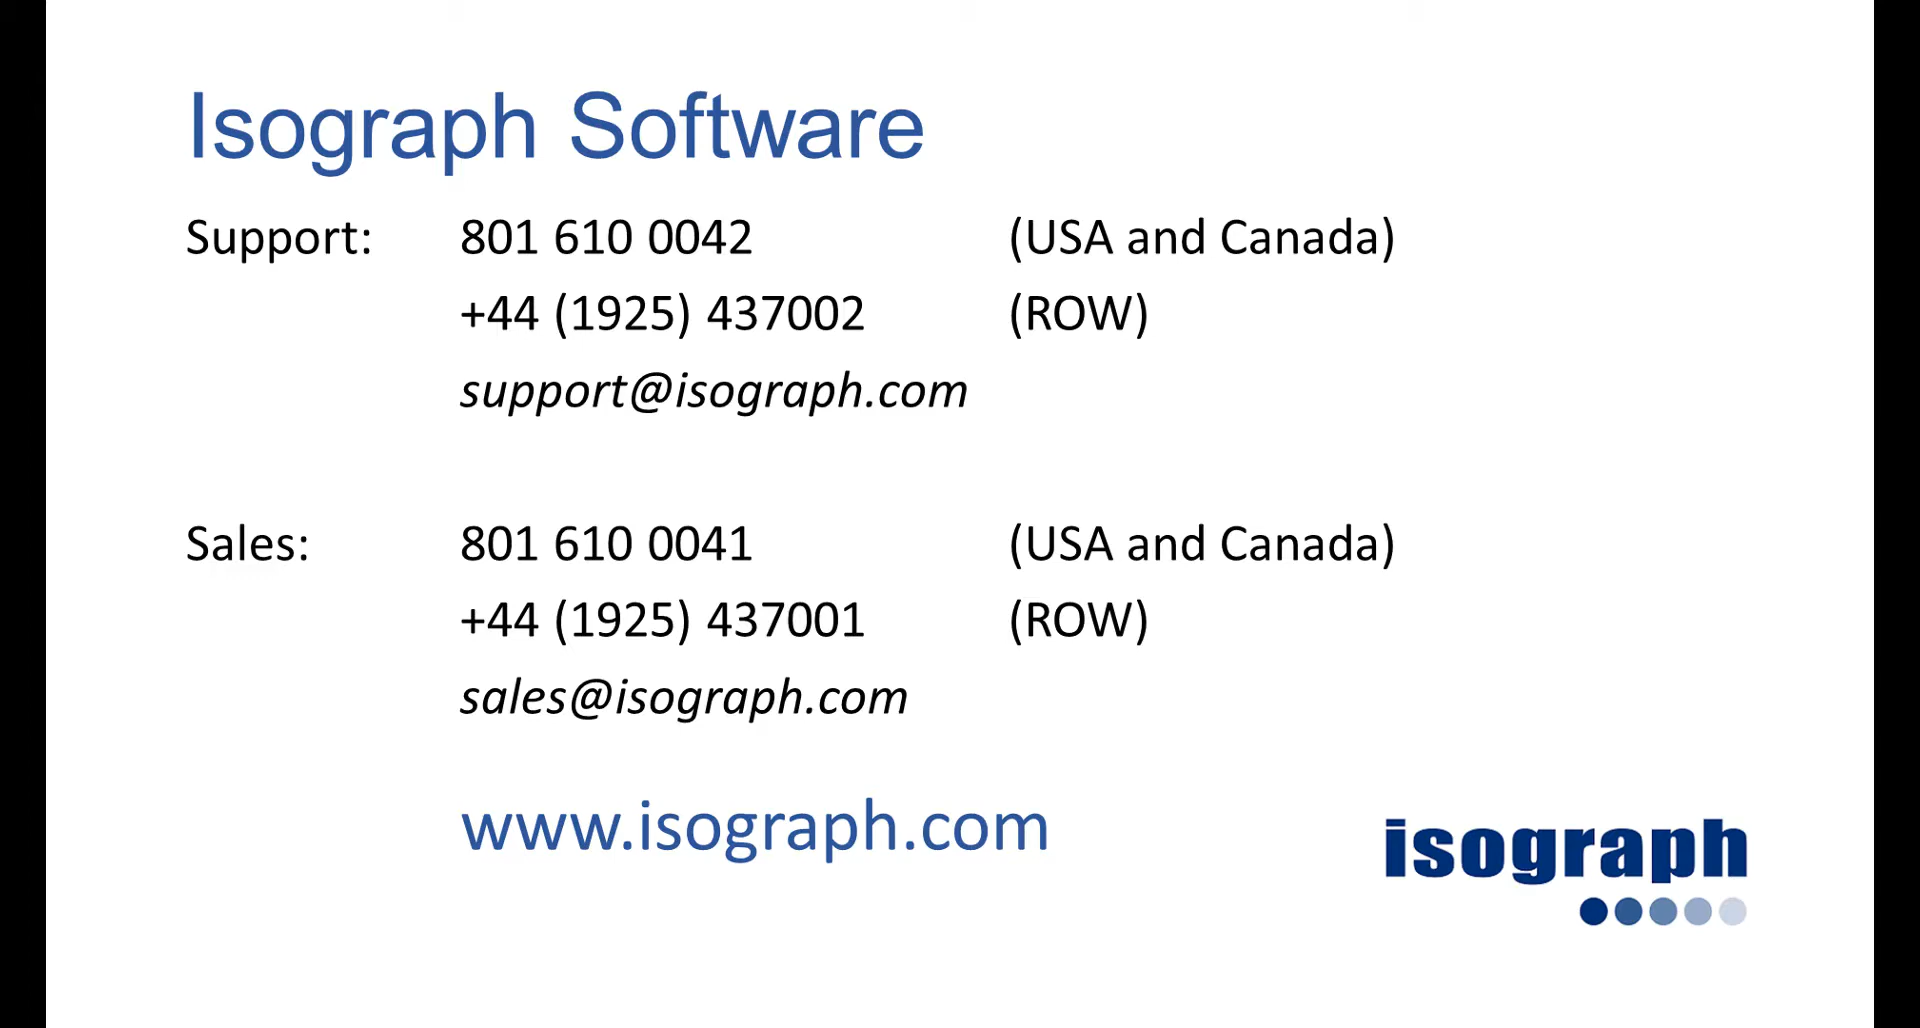 Isograph Software
Support: 801 610 0042 (USA and Canada)
+44 (1925) 437002 (ROW)
support@isograph.com
Sales: 801 610 0041 (USA and Canada)
+44 (1925) 437001 (ROW)
sales@isograph.com
www.isograph.com
isograph